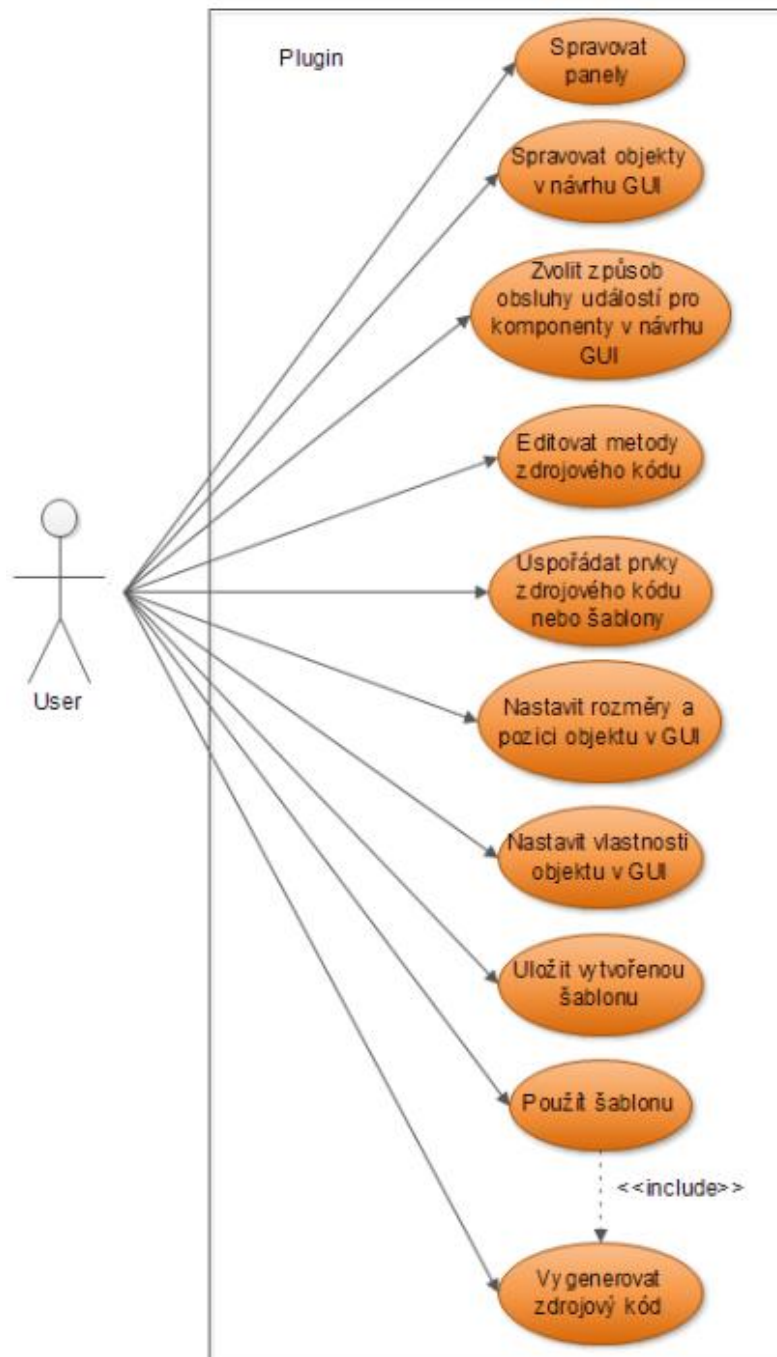 Plugin
Spravovat
panely
Spravovat objekty
v návrhu GUI
Zvolit způsob
obsluhy událostí pro
komponenty v návrhu
GUI
Editovat metody
zdrojového kódu
Uspořádat prvky
zdrojového kódu
nebo šablony
User
Nastavit rozměry a
pozici objektu v GUI
Nastavit vlastnosti
objektu v GUI
Uložit vytvořenou
šablonu
Použít šablonu
<<include>>
Vygenerovat
zdrojový kód